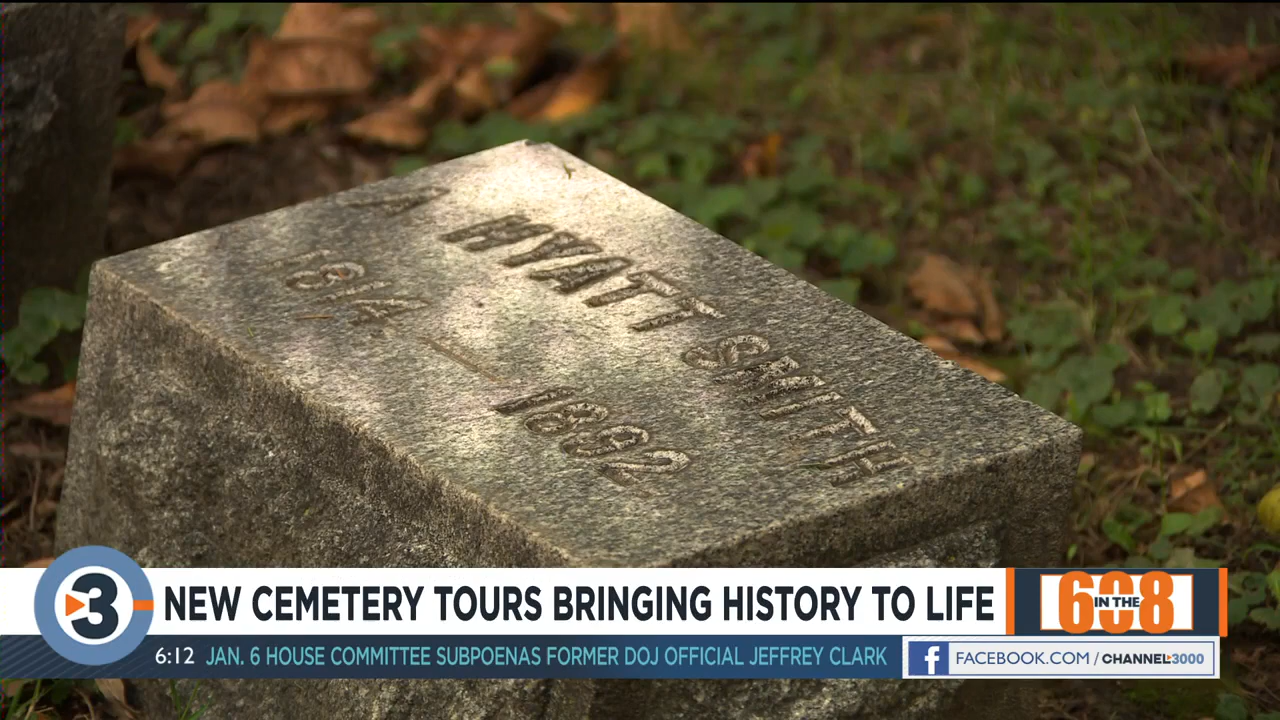 A HYATT SMITH
1814 — 1892
3
NEW CEMETERY TOURS BRINGING HISTORY TO LIFE
6 IN THE 608
6:12 JAN. 6 HOUSE COMMITTEE SUBPOENAS FORMER DOJ OFFICIAL JEFFREY CLARK
f FACEBOOK.COM / CHANNEL3000